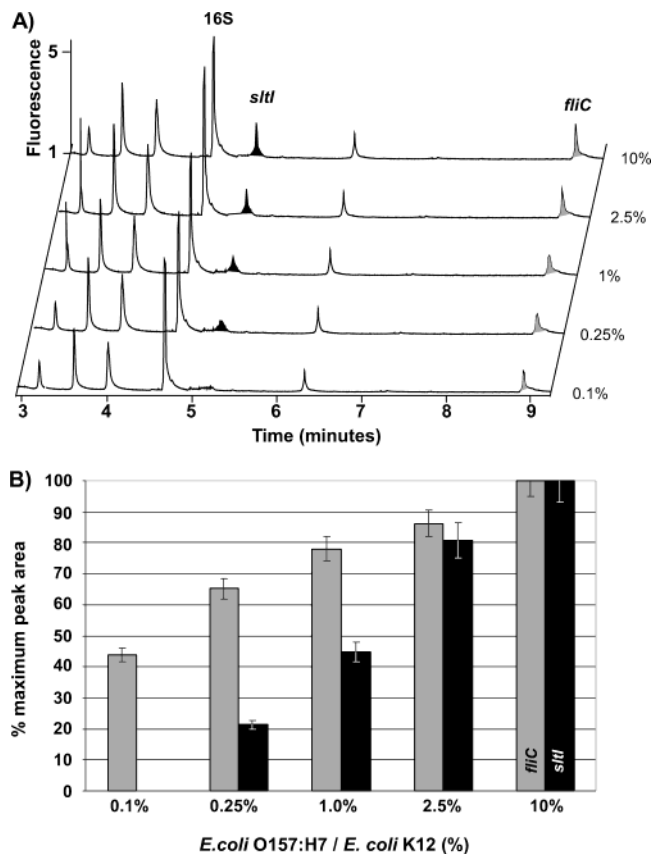 A)
16S
5
sltI
fliC
Fluorescence
1
10%
2.5%
1%
0.25%
0.1%
3 4 5 6 7 8 9
Time (minutes)
B)
100
90
80
70
60
50
40
30
20
10
0
% maximum peak area
fliC
sltI
0.1% 0.25% 1.0% 2.5% 10%
E.coli O157:H7 / E. coli K12 (%)